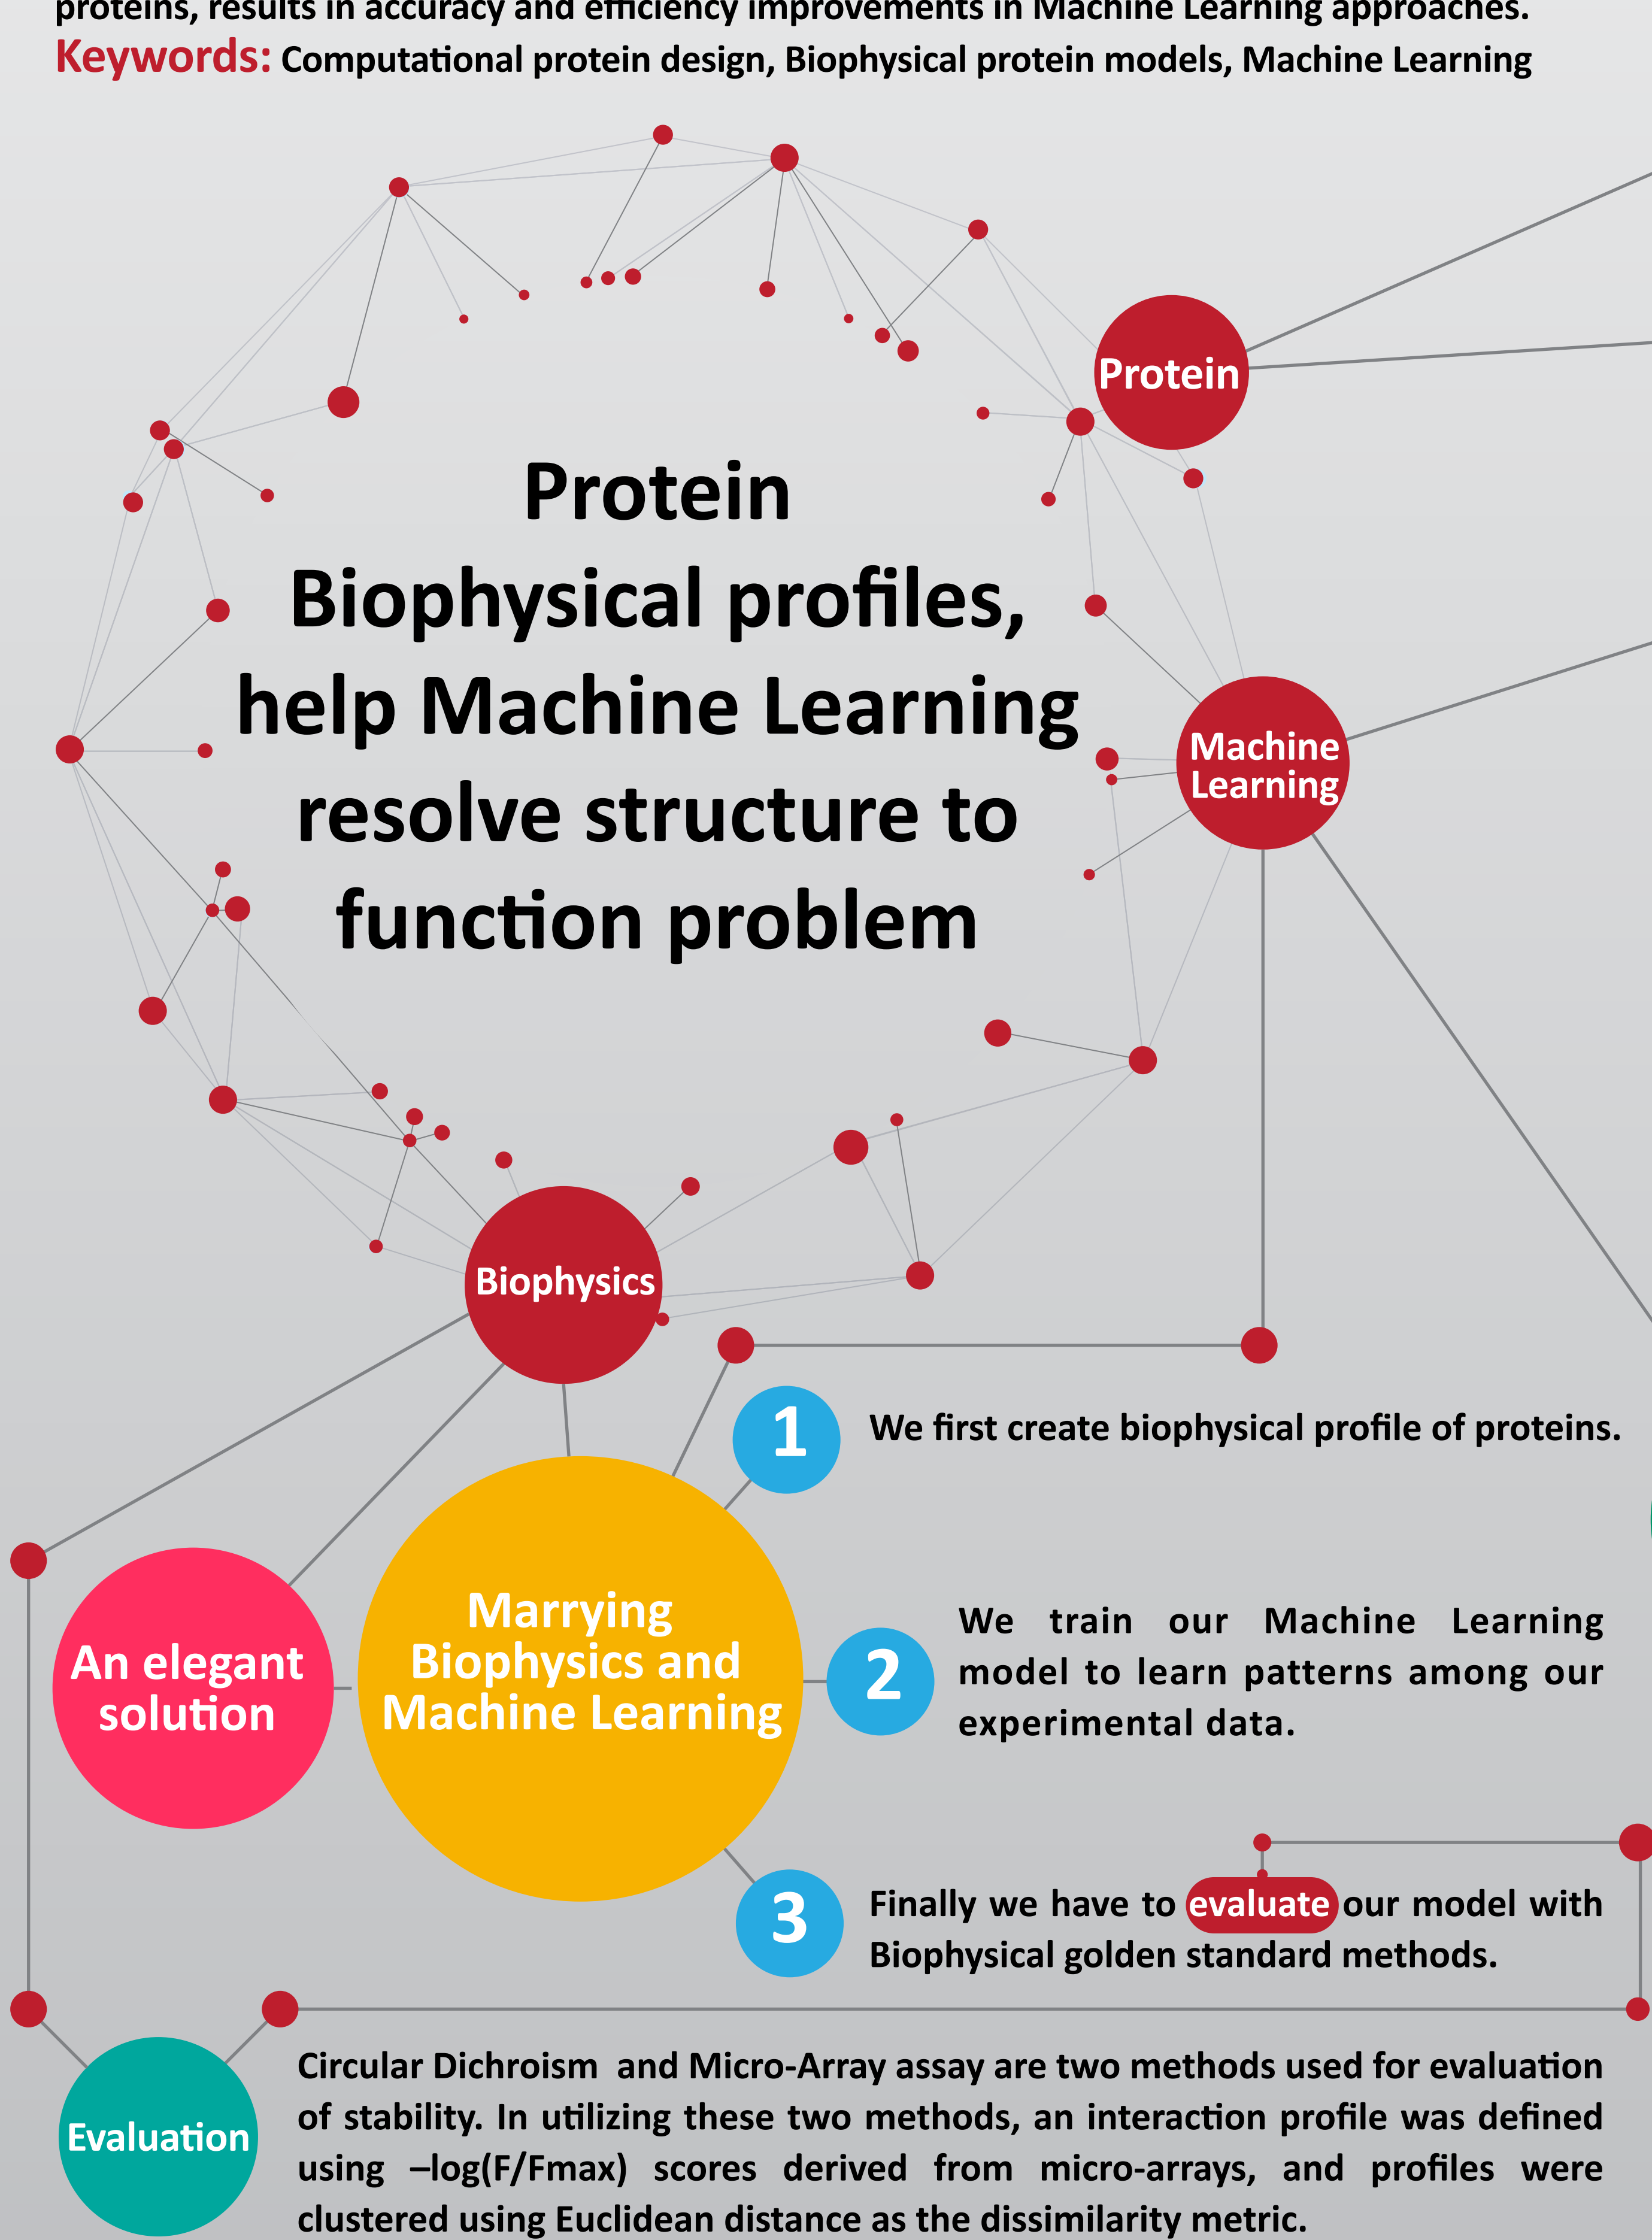 proteins, results in accuracy and efficiency improvements in Machine Learning approaches.
Keywords: Computational protein design, Biophysical protein models, Machine Learning
Protein
Protein
Biophysical profiles,
help Machine Learning
resolve structure to
function problem
Machine
Learning
Biophysics
1
We first create biophysical profile of proteins.
An elegant
solution
Marrying
Biophysics and
Machine Learning
2
We train our Machine Learning
model to learn patterns among our
experimental data.
3
Finally we have to evaluate our model with
Biophysical golden standard methods.
Evaluation
Circular Dichroism and Micro-Array assay are two methods used for evaluation
of stability. In utilizing these two methods, an interaction profile was defined
using –log(F/Fmax) scores derived from micro-arrays, and profiles were
clustered using Euclidean distance as the dissimilarity metric.